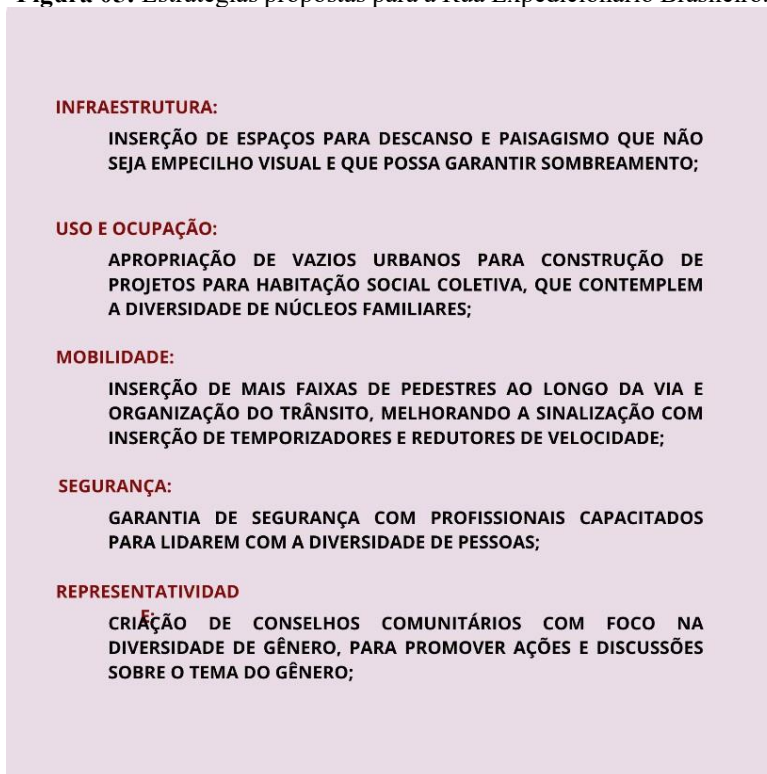 Figura 05: Estratégias propostas para a Rua Expedicionário Brasileiro.
INFRAESTRUTURA:
INSERÇÃO DE ESPAÇOS PARA DESCANSO E PAISAGISMO QUE NÃO
SEJA EMPECILHO VISUAL E QUE POSSA GARANTIR SOMBREAMENTO;
USO E OCUPAÇÃO:
APROPRIAÇÃO DE VAZIOS URBANOS PARA CONSTRUÇÃO DE
PROJETOS PARA HABITAÇÃO SOCIAL COLETIVA, QUE CONTEMPLEM
A DIVERSIDADE DE NÚCLEOS FAMILIARES;
MOBILIDADE:
INSERÇÃO DE MAIS FAIXAS DE PEDESTRES AO LONGO DA VIA E
ORGANIZAÇÃO DO TRÂNSITO, MELHORANDO A SINALIZAÇÃO COM
INSERÇÃO DE TEMPORIZADORES E REDUTORES DE VELOCIDADE;
SEGURANÇA:
GARANTIA DE SEGURANÇA COM PROFISSIONAIS CAPACITADOS
PARA LIDAREM COM A DIVERSIDADE DE PESSOAS;
REPRESENTATIVIDAD
E:
CRIAÇÃO DE CONSELHOS COMUNITÁRIOS COM FOCO NA
DIVERSIDADE DE GÊNERO, PARA PROMOVER AÇÕES E DISCUSSÕES
SOBRE O TEMA DO GÊNERO;